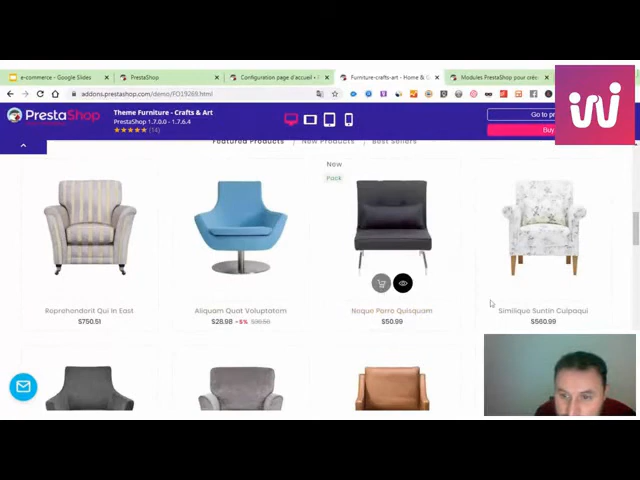 e-commerce - Google Slides
PrestaShop
Configuration page d'accueil •
Furniture-crafts-art - Home & G
Modules PrestaShop pour crée
addons.prestashop.com/demo/FO19269.html
PrestaShop
Theme Furniture - Crafts & Art
PrestaShop 1.7.0.0 - 1.7.6.4
(14)
Go to pr
Buy
Featured Products
New Products
Best Sellers
New
Pack
Reprehenderit Qui In East
$750.51
Aliquam Quat Voluptatem
$28.98 -5% $30.50
Neque Porro Quisquam
$50.99
Similique Suntin Culpaqui
$560.99